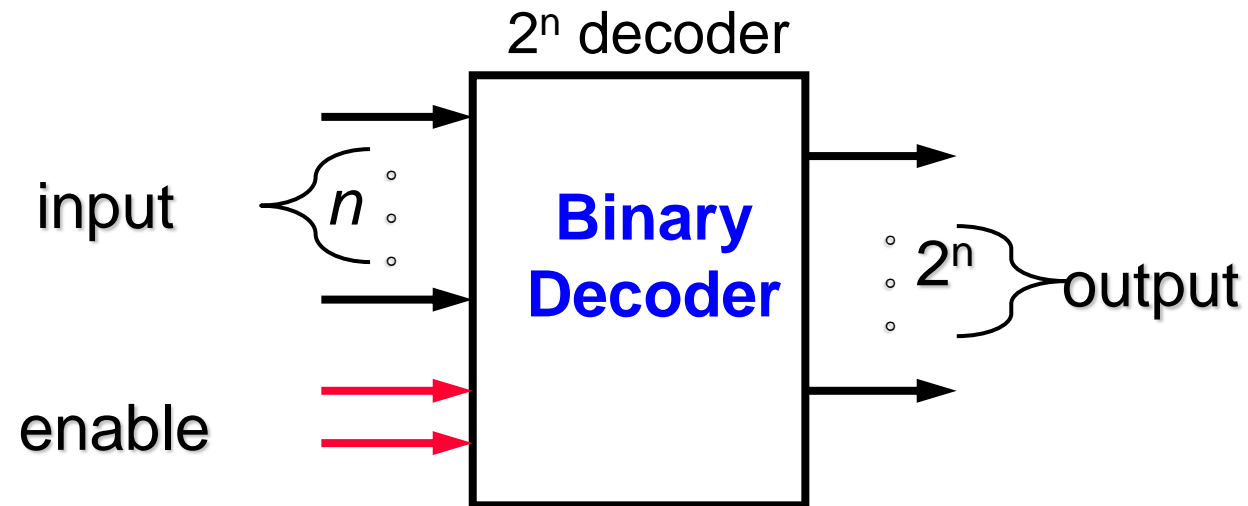 2ⁿ decoder
input
n
Binary
Decoder
2ⁿ
output
enable